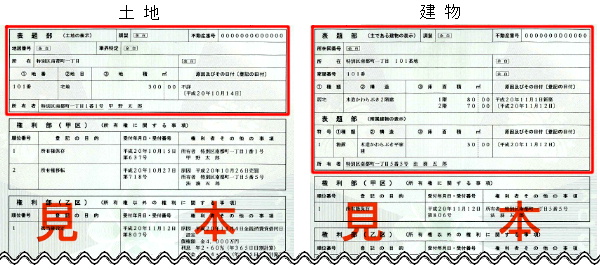 土地
表題部 （土地の表示） 調製 余白 不動産番号 0000000000000
地図番号 余白 筆界特定 余白
所在 特別区南都町一丁目 余白
①地番 ②地目 ③地積 ㎡ 原因及びその日付〔登記の日付〕
101番 宅地 300 00 不詳
〔平成20年10月14日〕
所有者 特別区南都町一丁目1番1号 甲野太郎
権利部（甲区） （所有権に関する事項）
順位番号 登記の目的 受付年月日・受付番号 権利者その他の事項
1 所有権保存 平成20年10月15日 所有者 特別区南都町一丁目1番1号
第637号 甲野太郎
2 所有権移転 平成20年10月27日 原因 平成20年10月26日売買
第718号 所有者 特別区南都町一丁目5番5号
法務五郎
権利部（乙区） （所有権以外の権利に関する事項）
順位番号 登記の目的 受付年月日・受付番号 権利者その他の事項
平成20年11月12日
第807号
債権額 金4,000万円
利息 年2・60%（年365日日割計算）
見本
建物
表題部 （主である建物の表示） 調製 余白 不動産番号 0000000000000
所在図番号 余白
所在 特別区南都町一丁目 101番地 余白
家屋番号 101番 余白
①種類 ②構造 ③床面積 ㎡ 原因及びその日付〔登記の日付〕
居宅 木造かわらぶき2階建 1階 80 00 平成20年11月1日新築
2階 70 00 〔平成20年11月12日〕
表題部 （附属建物の表示）
符号 ①種類 ②構造 ③床面積 ㎡ 原因及びその日付〔登記の日付〕
1 物置 木造かわらぶき平家建 30 00 〔平成20年11月12日〕
所有者 特別区南都町一丁目5番5号 法務五郎
権利部（甲区） （所有権に関する事項）
順位番号 登記の目的 受付年月日・受付番号 権利者その他の事項
1 平成20年11月12日 所有者 特別区南都町一丁目5番5号
第806号 法務五郎
権利部（乙区） （所有権以外の権利に関する事項）
順位番号 登記の目的 受付年月日・受付番号 権利者その他の事項
見本